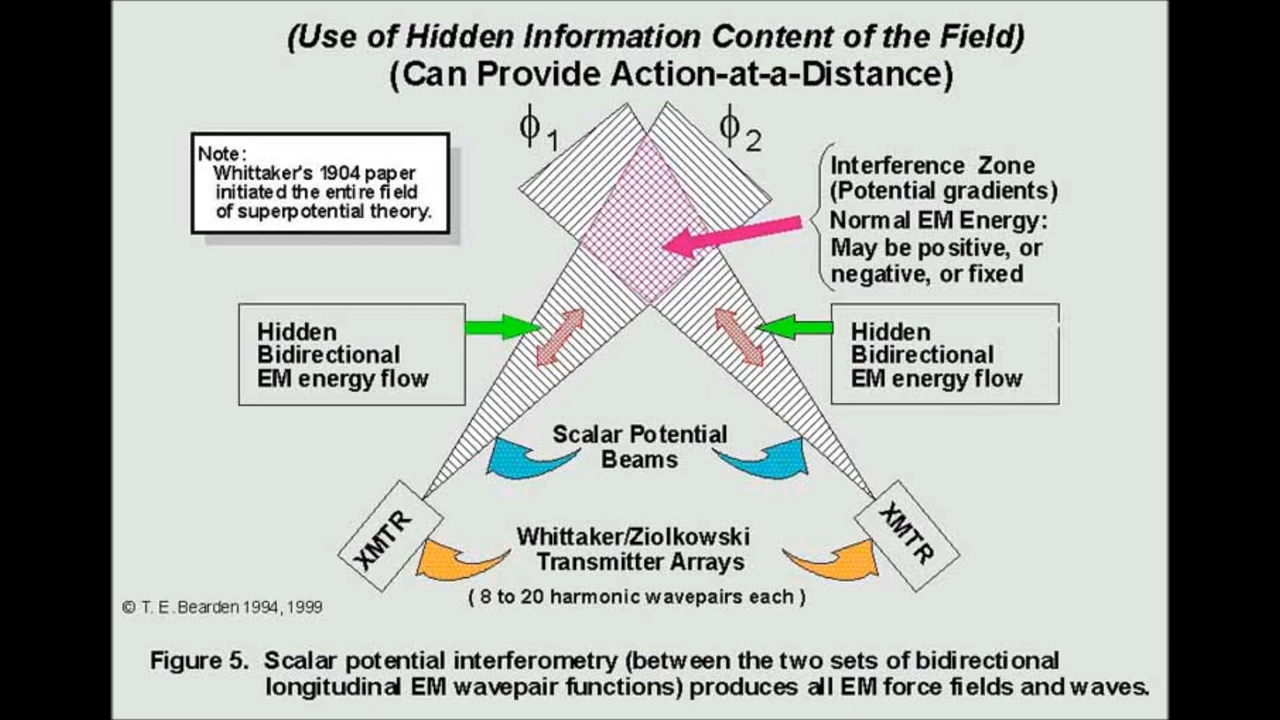 (Use of Hidden Information Content of the Field)
(Can Provide Action-at-a-Distance)
ϕ1
ϕ2
Note:
Whittaker's 1904 paper
initiated the entire field
of superpotential theory.
Interference Zone
(Potential gradients)
Normal EM Energy:
May be positive, or
negative, or fixed
Hidden
Bidirectional
EM energy flow
Hidden
Bidirectional
EM energy flow
Scalar Potential
Beams
XMTR
XMTR
Whittaker/Ziolkowski
Transmitter Arrays
( 8 to 20 harmonic wavepairs each )
© T. E. Bearden 1994, 1999
Figure 5. Scalar potential interferometry (between the two sets of bidirectional
longitudinal EM wavepair functions) produces all EM force fields and waves.